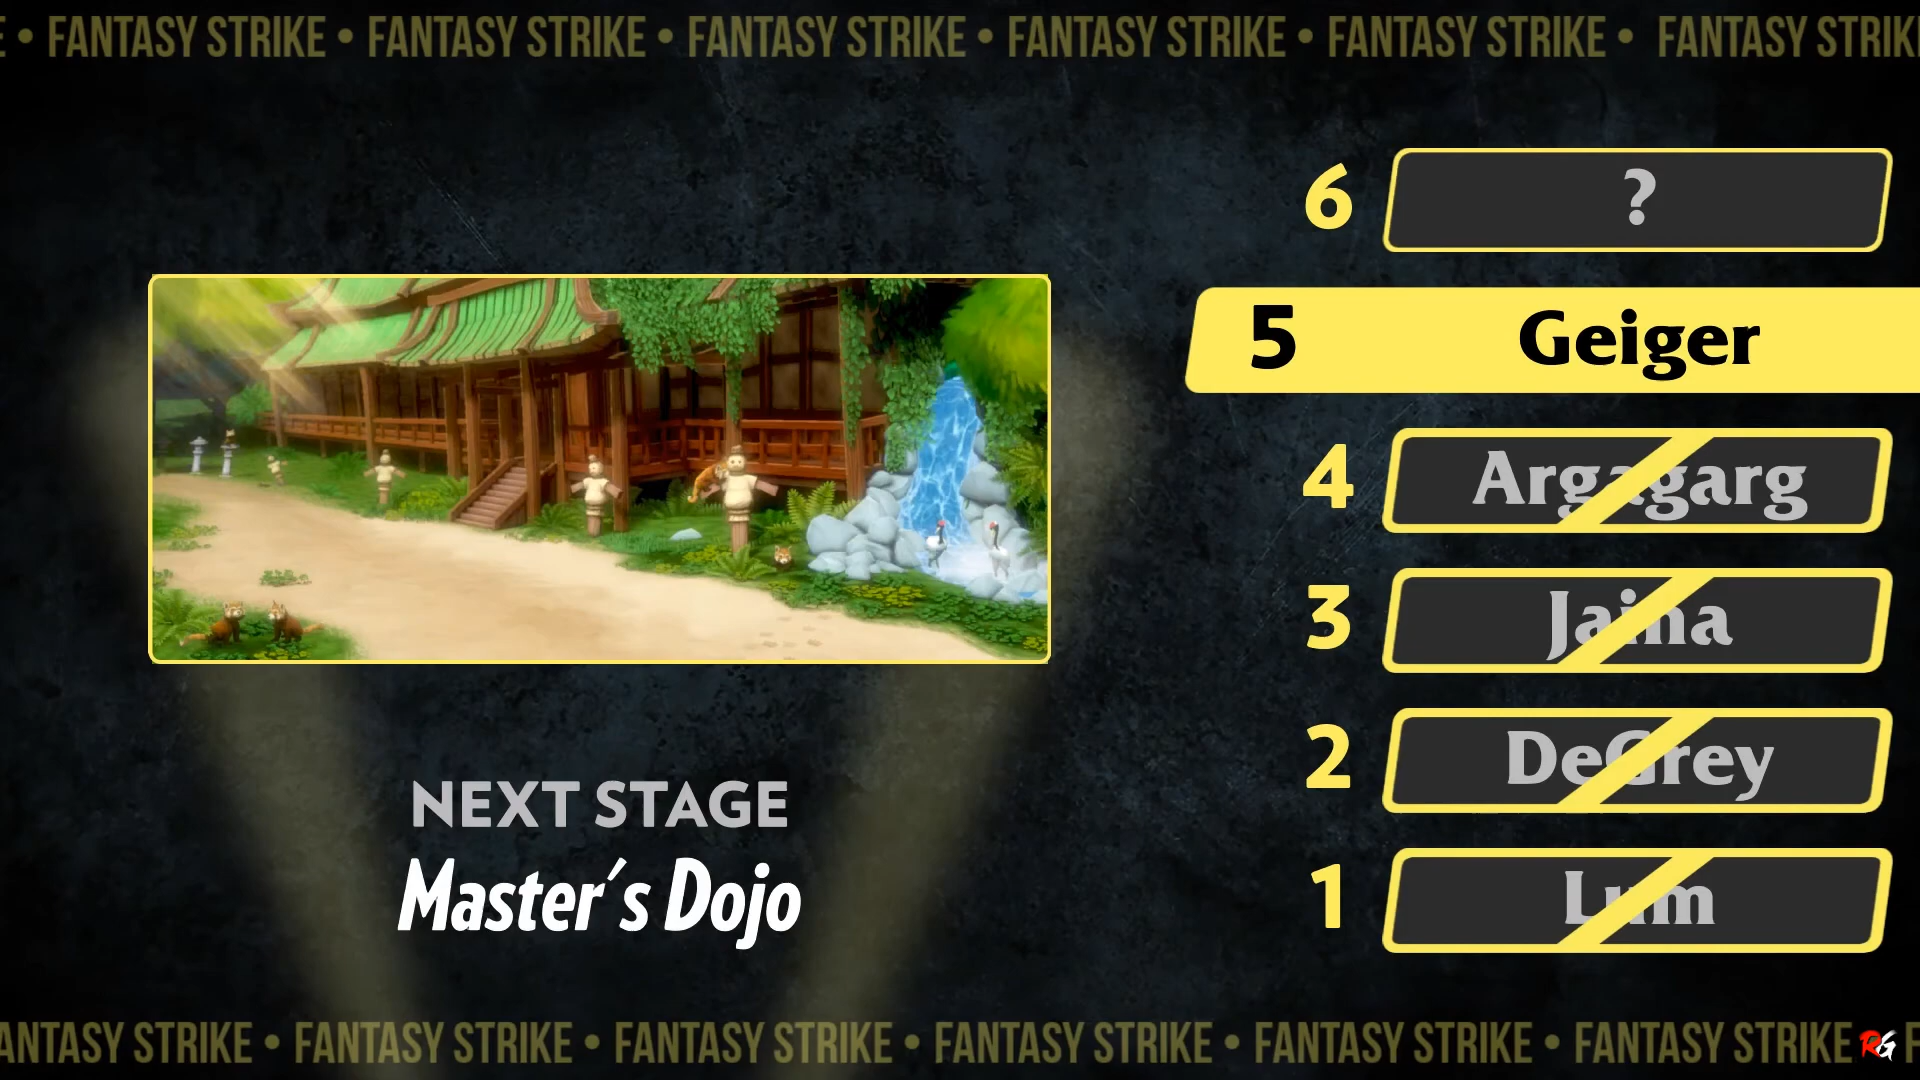 E • FANTASY STRIKE • FANTASY STRIKE • FANTASY STRIKE • FANTASY STRIKE • FANTASY STRIKE • FANTASY STRIK
6 ?
5 Geiger
4 Argagarg
3 Jaina
2 DeGrey
1 Lum
NEXT STAGE
Master's Dojo
ANTASY STRIKE • FANTASY STRIKE • FANTASY STRIKE • FANTASY STRIKE • FANTASY STRIKE • FANTASY STRIKE RG F